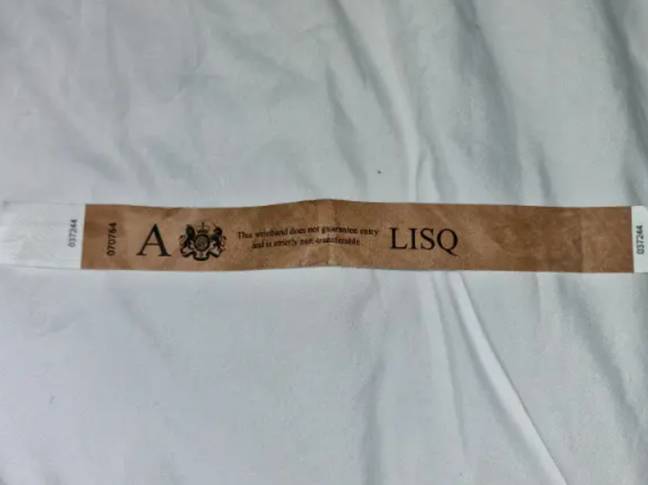 037244
070764
A
This wristband does not guarantee entry
and is strictly non-transferable
LISQ
037244